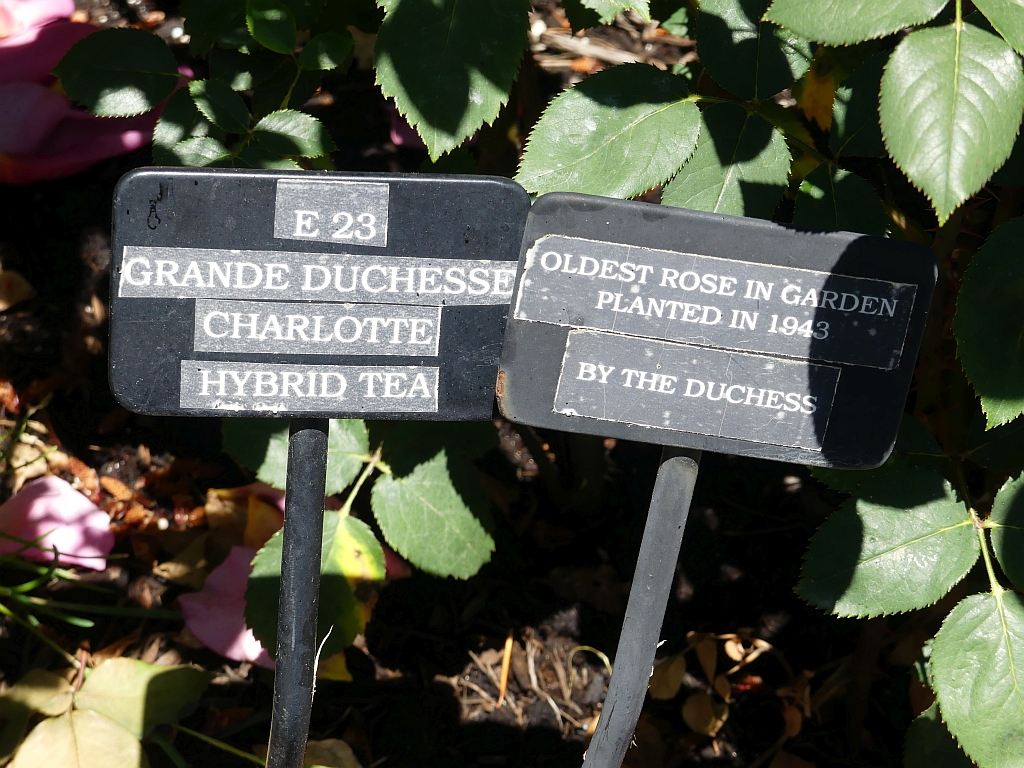 E 23
GRANDE DUCHESSE
CHARLOTTE
HYBRID TEA
OLDEST ROSE IN GARDEN
PLANTED IN 1943
BY THE DUCHESS